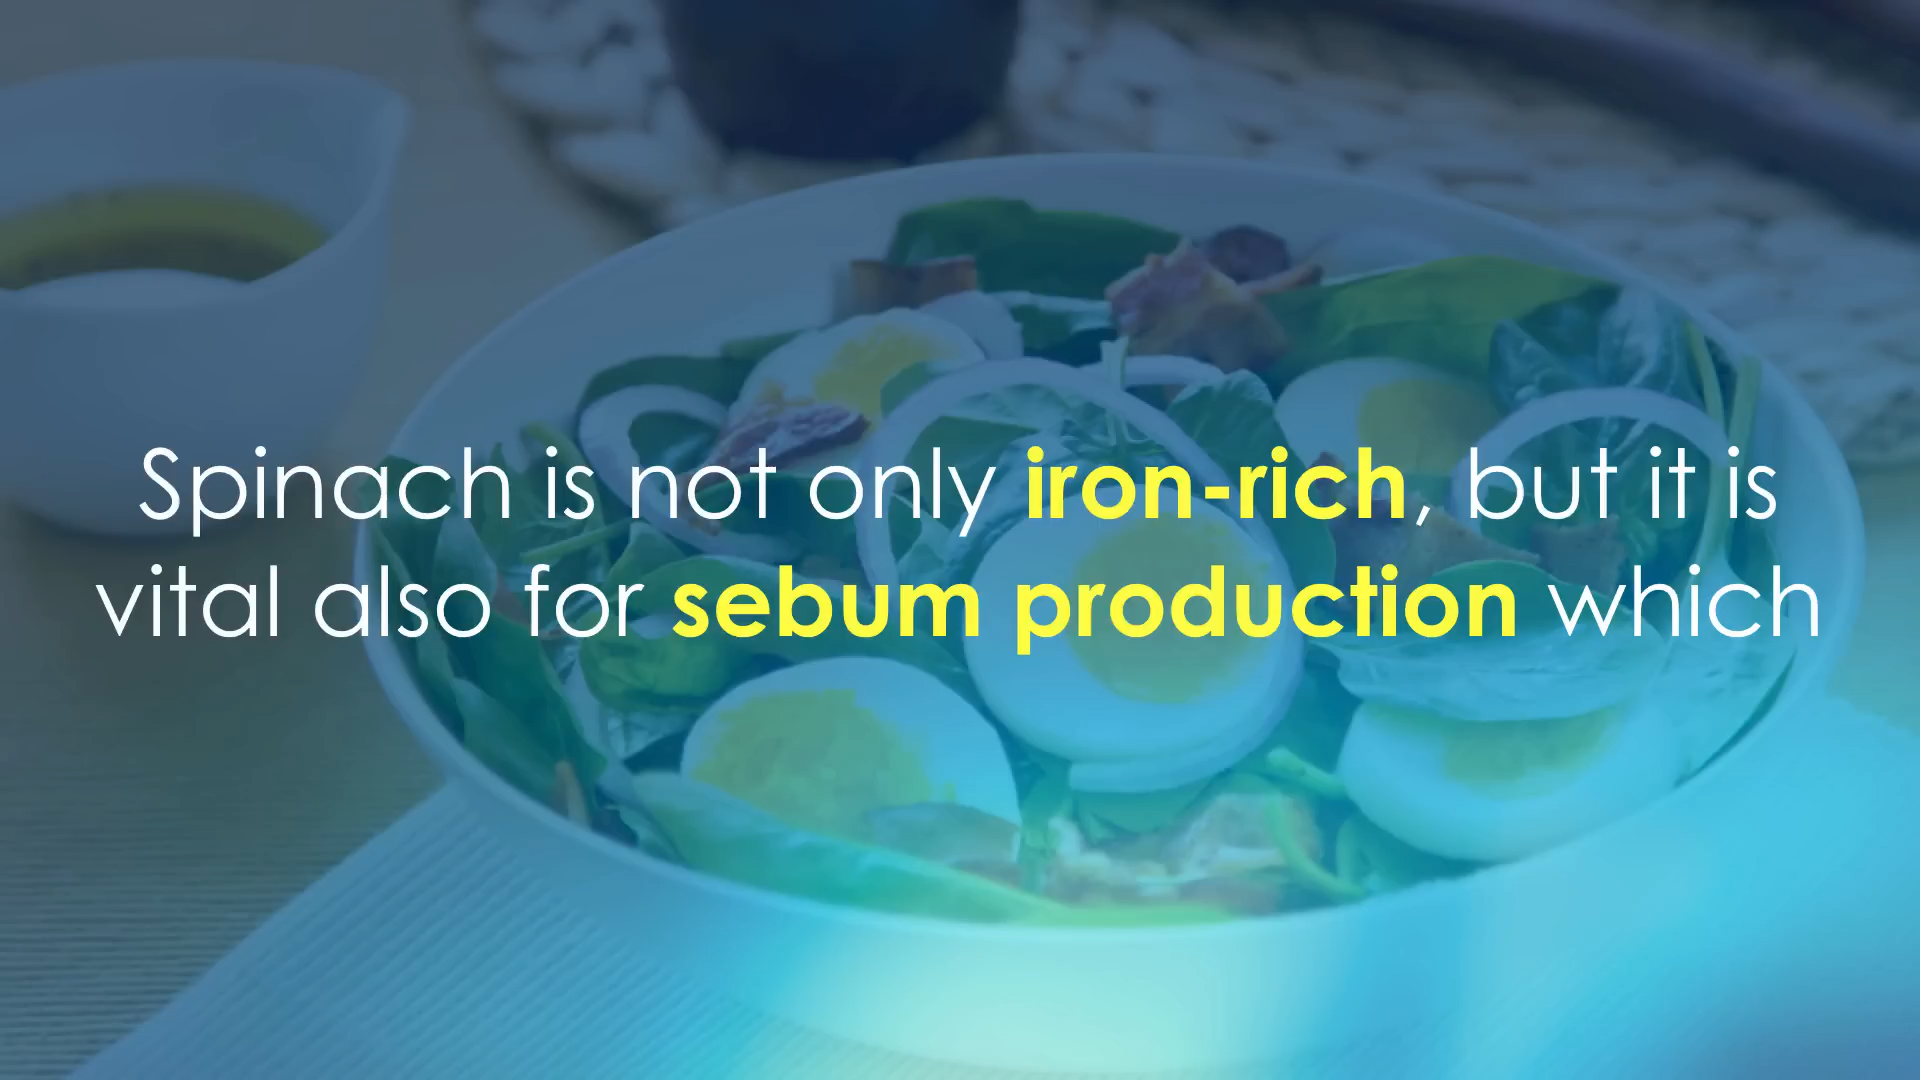 Spinach is not only iron-rich, but it is
vital also for sebum production which